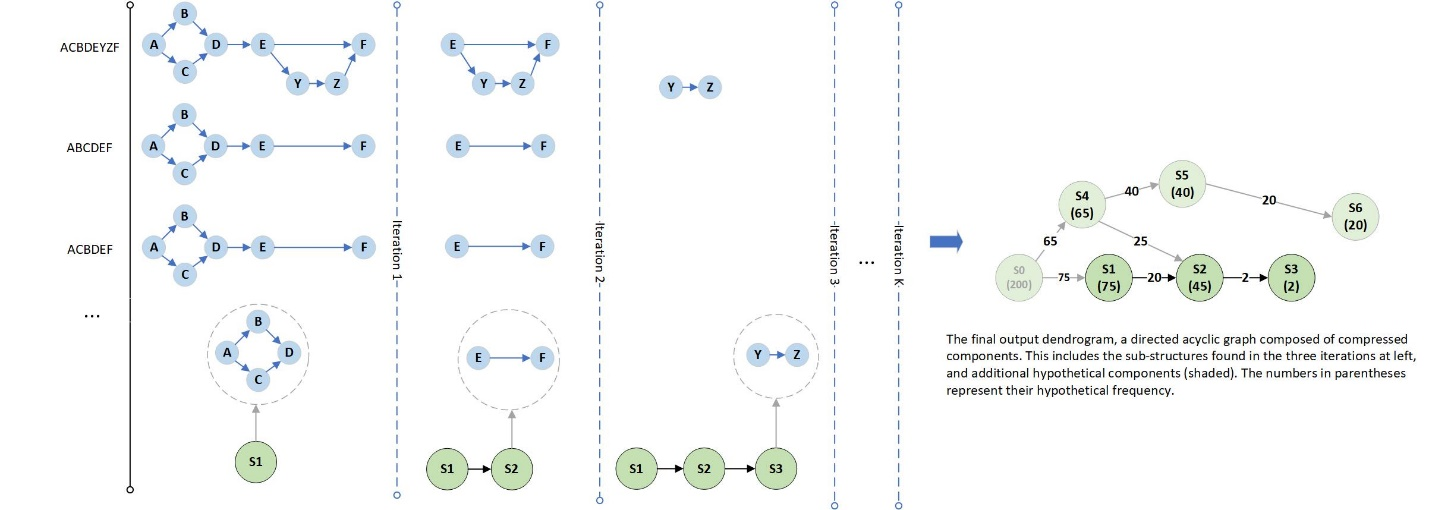 ACBDEYZF
A
B
C
D
E
F
Y
Z
E
F
Y
Z
Y
Z
ABCDEF
A
B
C
D
E
F
E
F
ACBDEF
A
B
C
D
E
F
E
F
...
A
B
C
D
S1
Iteration 1
E
F
S1
S2
Iteration 2
Y
Z
S1
S2
S3
Iteration 3
...
Iteration K
S0
(200)
65
75
S4
(65)
40
25
S5
(40)
20
S6
(20)
S1
(75)
20
S2
(45)
2
S3
(2)
The final output dendrogram, a directed acyclic graph composed of compressed
components. This includes the sub-structures found in the three iterations at left,
and additional hypothetical components (shaded). The numbers in parentheses
represent their hypothetical frequency.